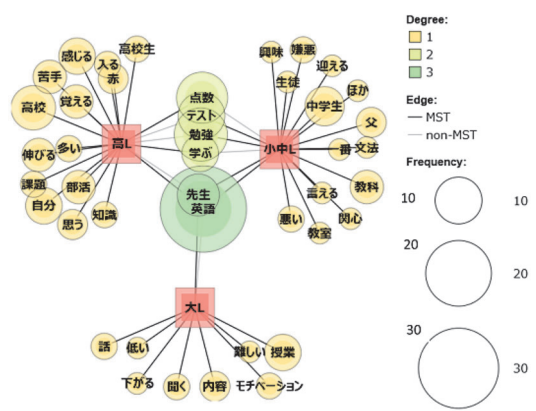 感じる
入る
高校生
赤
苦手
覚える
高校
伸びる
多い
高L
課題
部活
自分
思う
知識
点数
テスト
勉強
学ぶ
先生
英語
興味
嫌悪
迎える
生徒
ほか
中学生
父
小中L
一番
文法
教科
言える
悪い
関心
教室
大L
話
低い
難しい
授業
下がる
聞く
内容
モチベーション
Degree:
1
2
3
Edge:
MST
non-MST
Frequency:
10 10
20 20
30 30